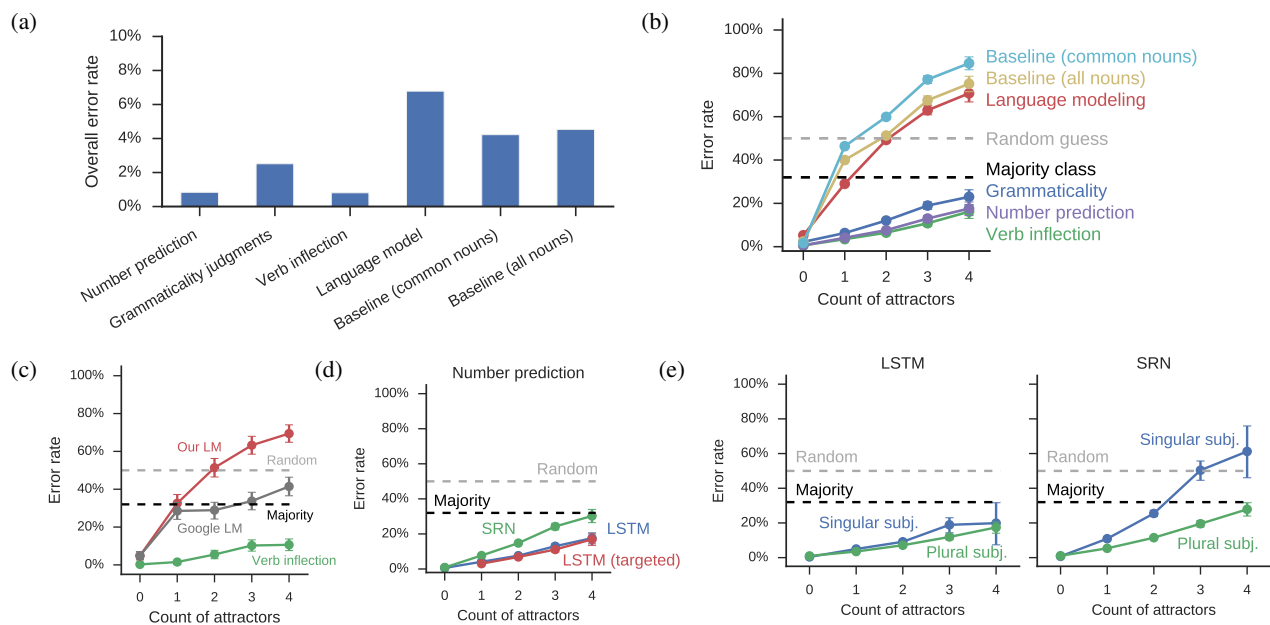 (a)
10%
8%
6%
4%
2%
0%
Overall error rate
Number prediction
Grammaticality judgments
Verb inflection
Language model
Baseline (common nouns)
Baseline (all nouns)
(b)
100%
80%
60%
40%
20%
0%
Error rate
Baseline (common nouns)
Baseline (all nouns)
Language modeling
Random guess
Majority class
Grammaticality
Number prediction
Verb inflection
0 1 2 3 4
Count of attractors
(c)
100%
80%
60%
40%
20%
0%
Error rate
Our LM
Random
Majority
Google LM
Verb inflection
0 1 2 3 4
Count of attractors
(d)
Number prediction
100%
80%
60%
40%
20%
0%
Error rate
Random
Majority
SRN
LSTM
LSTM (targeted)
0 1 2 3 4
Count of attractors
(e)
LSTM
100%
80%
60%
40%
20%
0%
Error rate
Random
Majority
Singular subj.
Plural subj.
0 1 2 3 4
Count of attractors
SRN
100%
80%
60%
40%
20%
0%
Singular subj.
Random
Majority
Plural subj.
0 1 2 3 4
Count of attractors